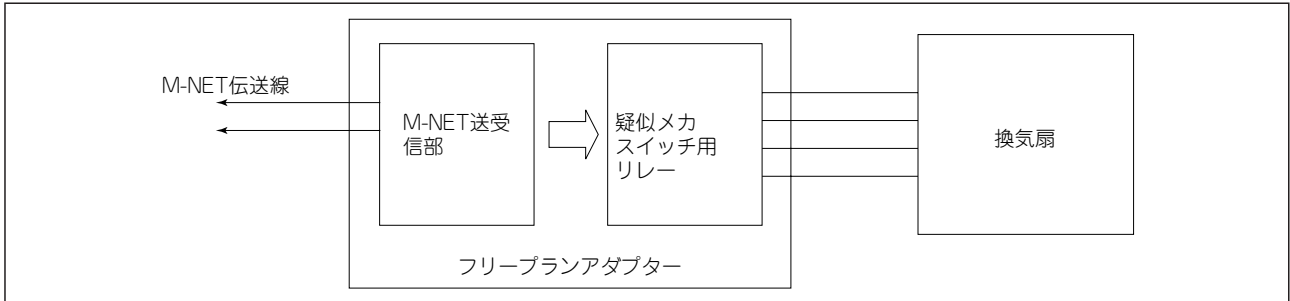 M-NET伝送線
M-NET送受
信部
疑似メカ
スイッチ用
リレー
換気扇
フリープランアダプター